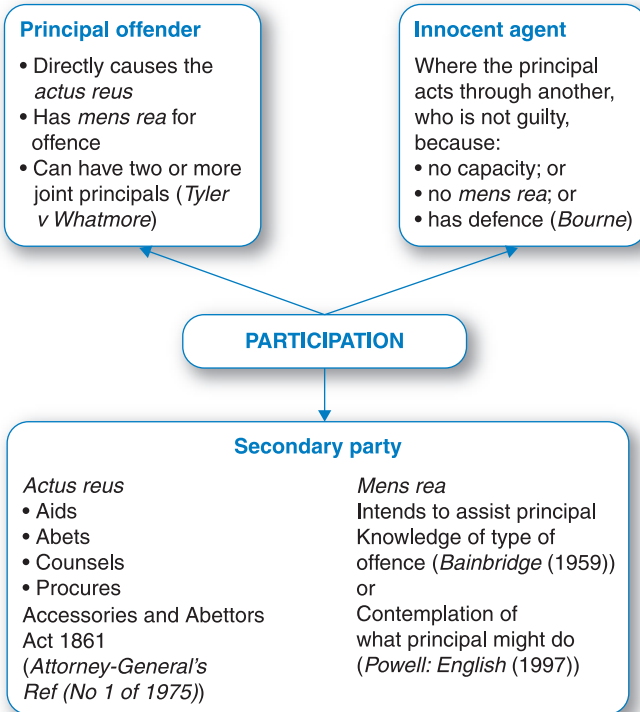 Principal offender
• Directly causes the
actus reus
• Has mens rea for
offence
• Can have two or more
joint principals (Tyler
v Whatmore)
Innocent agent
Where the principal
acts through another,
who is not guilty,
because:
• no capacity; or
• no mens rea; or
• has defence (Bourne)
PARTICIPATION
Secondary party
Actus reus
• Aids
• Abets
• Counsels
• Procures
Accessories and Abettors
Act 1861
(Attorney-General's
Ref (No 1 of 1975))
Mens rea
Intends to assist principal
Knowledge of type of
offence (Bainbridge (1959))
or
Contemplation of
what principal might do
(Powell: English (1997))